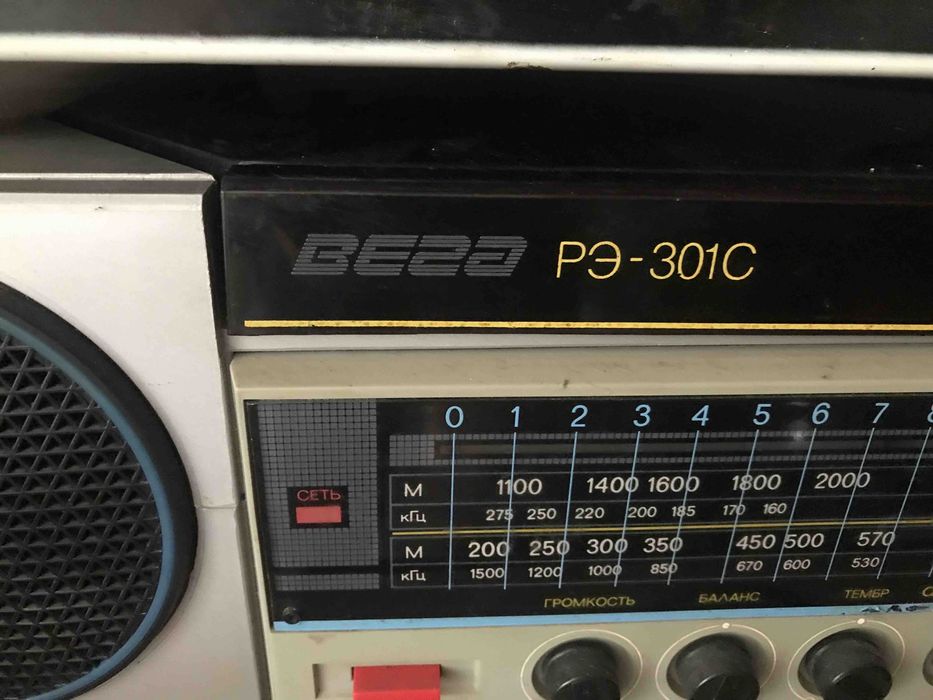 ВЕГА РЭ-301С
0 1 2 3 4 5 6 7 8
СЕТЬ
М 1100 1400 1600 1800 2000
кГц 275 250 220 200 185 170 160
М 200 250 300 350 450 500 570
кГц 1500 1200 1000 850 670 600 530
ГРОМКОСТЬ БАЛАНС ТЕМБР